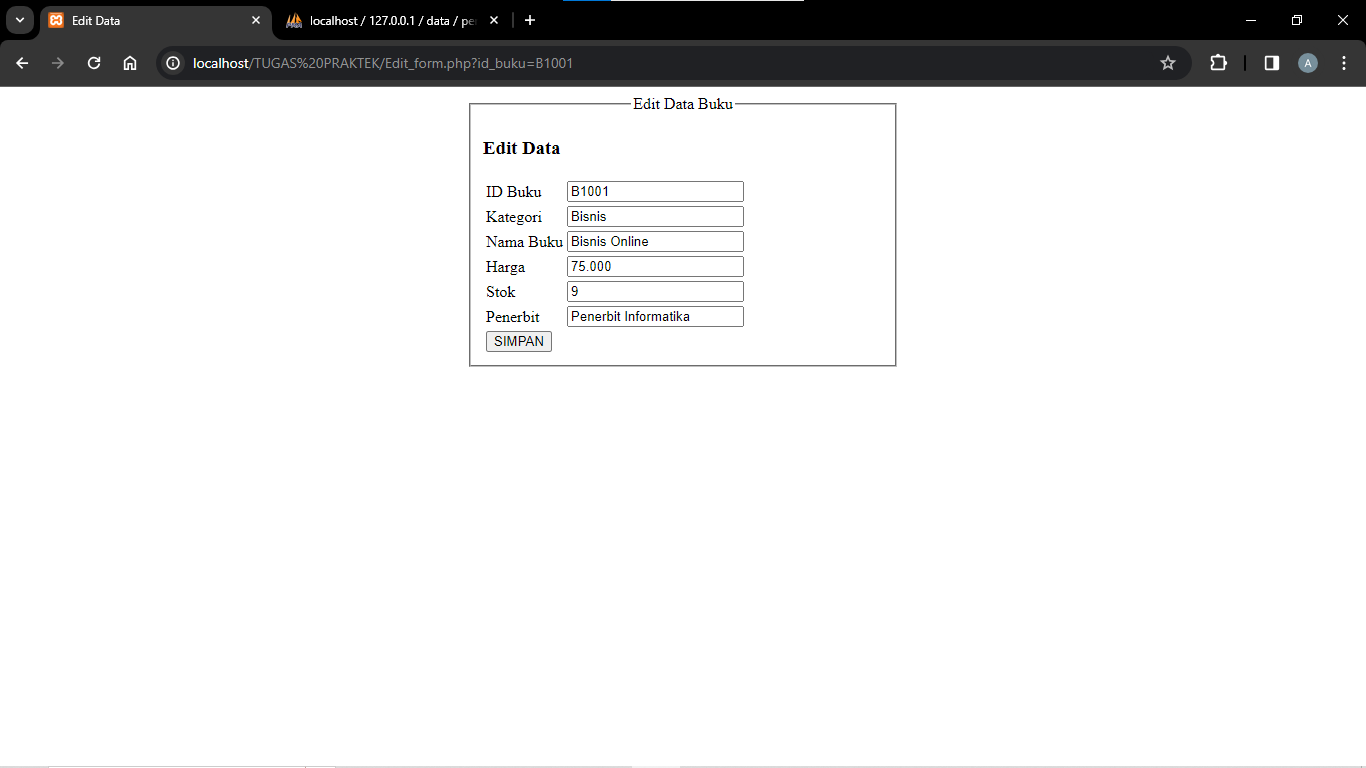 Edit Data
localhost / 127.0.0.1 / data / pe
localhost/TUGAS%20PRAKTEK/Edit_form.php?id_buku=B1001
A
Edit Data Buku
Edit Data
ID Buku B1001
Kategori Bisnis
Nama Buku Bisnis Online
Harga 75.000
Stok 9
Penerbit Penerbit Informatika
SIMPAN